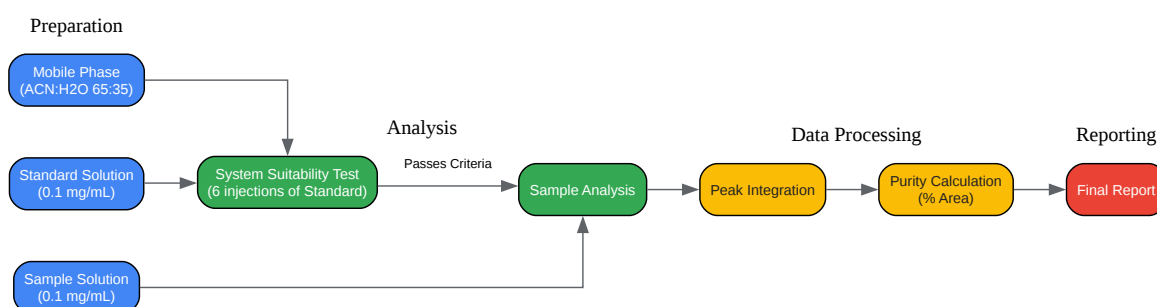 Preparation
Mobile Phase
(ACN:H2O 65:35)
Standard Solution
(0.1 mg/mL)
Sample Solution
(0.1 mg/mL)
Analysis
System Suitability Test
(6 injections of Standard)
Passes Criteria
Sample Analysis
Data Processing
Peak Integration
Purity Calculation
(% Area)
Reporting
Final Report